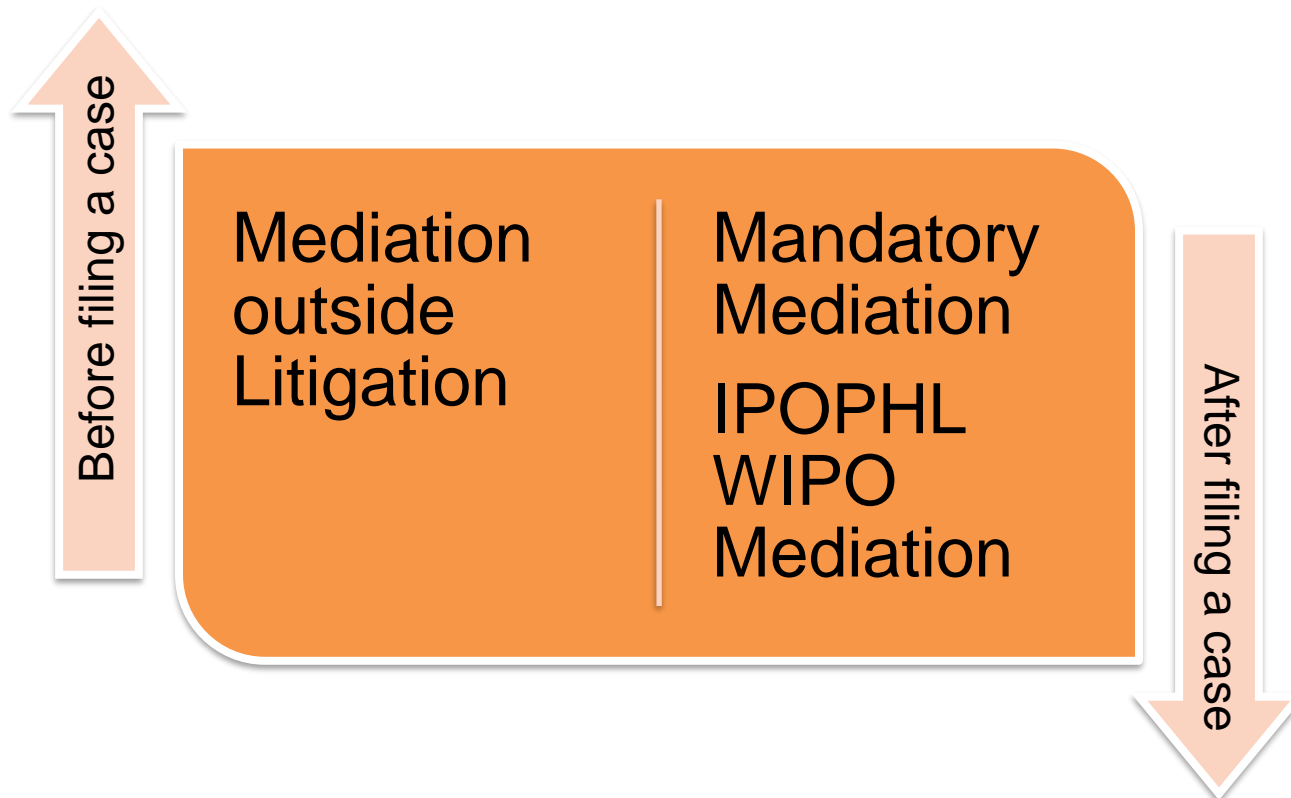 Before filing a case
Mediation
outside
Litigation
Mandatory
Mediation
IPOPHL
WIPO
Mediation
After filing a case